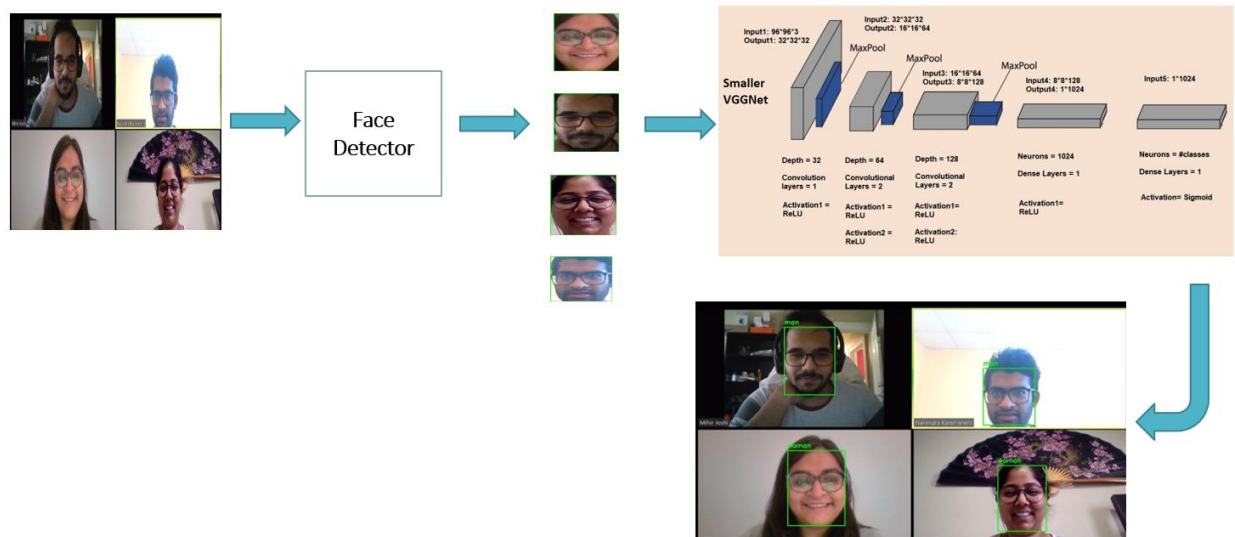 Face
Detector
Smaller
VGGNet
Input1: 96*96*3
Output1: 32*32*32
MaxPool
Input2: 32*32*32
Output2: 16*16*64
MaxPool
Input3: 16*16*64
Output3: 8*8*128
MaxPool
Input4: 8*8*128
Output4: 1*1024
Input5: 1*1024
Depth = 32
Convolution
layers = 1
Activation1 =
ReLU
Depth = 64
Convolutional
Layers = 2
Activation1 =
ReLU
Activation2 =
ReLU
Depth = 128
Convolutional
Layers = 2
Activation1=
ReLU
Activation2:
ReLU
Neurons = 1024
Dense Layers = 1
Activation1=
ReLU
Neurons = #classes
Dense Layers = 1
Activation= Sigmoid
man
man
Mihir Joshi
woman
woman